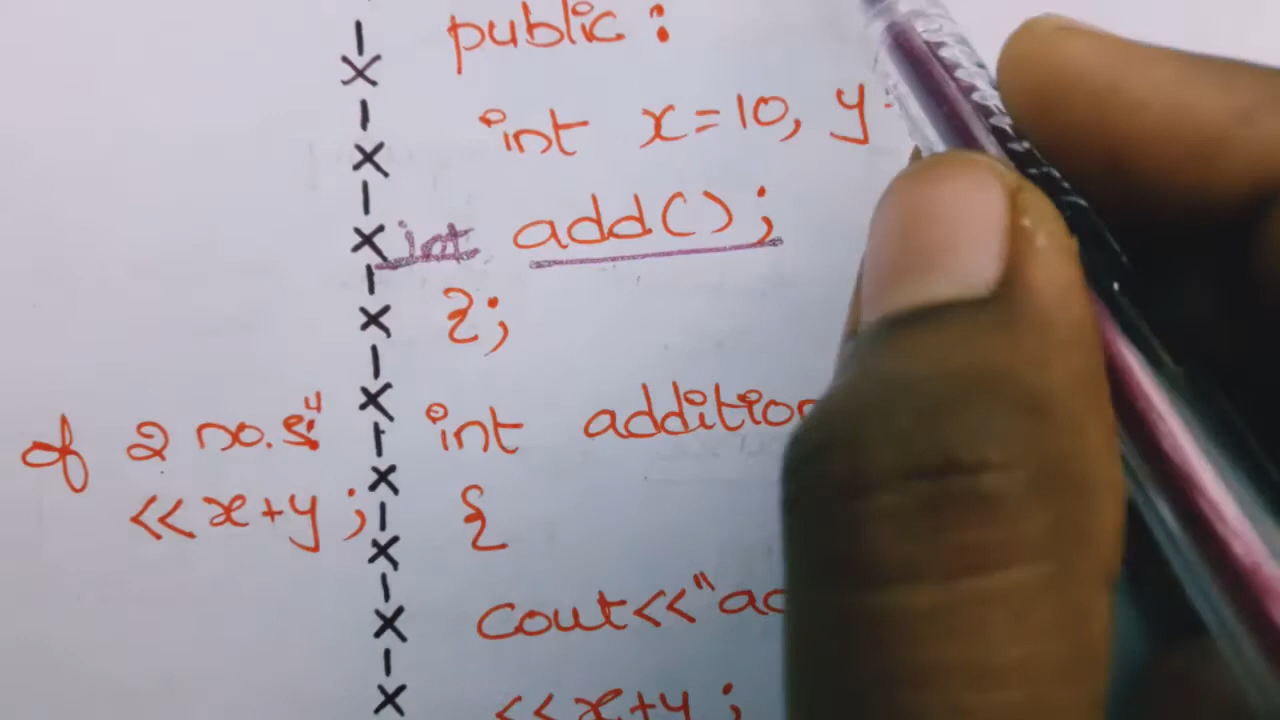 of 2 no.s"
<<x+y;
public:
int x=10, y
int add();
};
int addition
{
Cout<<"ad
<<x+y;